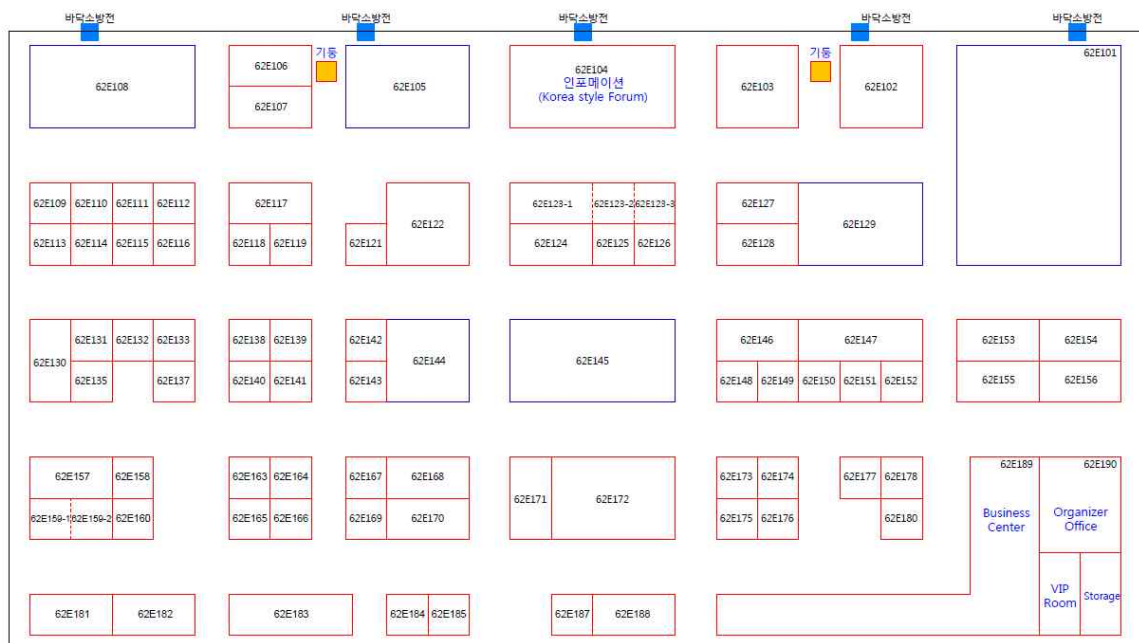 바닥소방전 바닥소방전 바닥소방전 바닥소방전 바닥소방전
기둥 기둥
62E108 62E106 62E105 62E104 62E103 62E102 62E101
인포메이션
(Korea style Forum)
62E107
62E109 62E110 62E111 62E112 62E117 62E122 62E123-1 62E123-2 62E123-3 62E127 62E129
62E113 62E114 62E115 62E116 62E118 62E119 62E121 62E124 62E125 62E126 62E128
62E130 62E131 62E132 62E133 62E138 62E139 62E142 62E144 62E145 62E146 62E147 62E153 62E154
62E135 62E137 62E140 62E141 62E143 62E148 62E149 62E150 62E151 62E152 62E155 62E156
62E157 62E158 62E163 62E164 62E167 62E168 62E171 62E172 62E173 62E174 62E177 62E178 62E189 62E190
62E159-1 62E159-2 62E160 62E165 62E166 62E169 62E170 62E175 62E176 62E180
Business
Center
Organizer
Office
VIP
Room
Storage
62E181 62E182 62E183 62E184 62E185 62E187 62E188